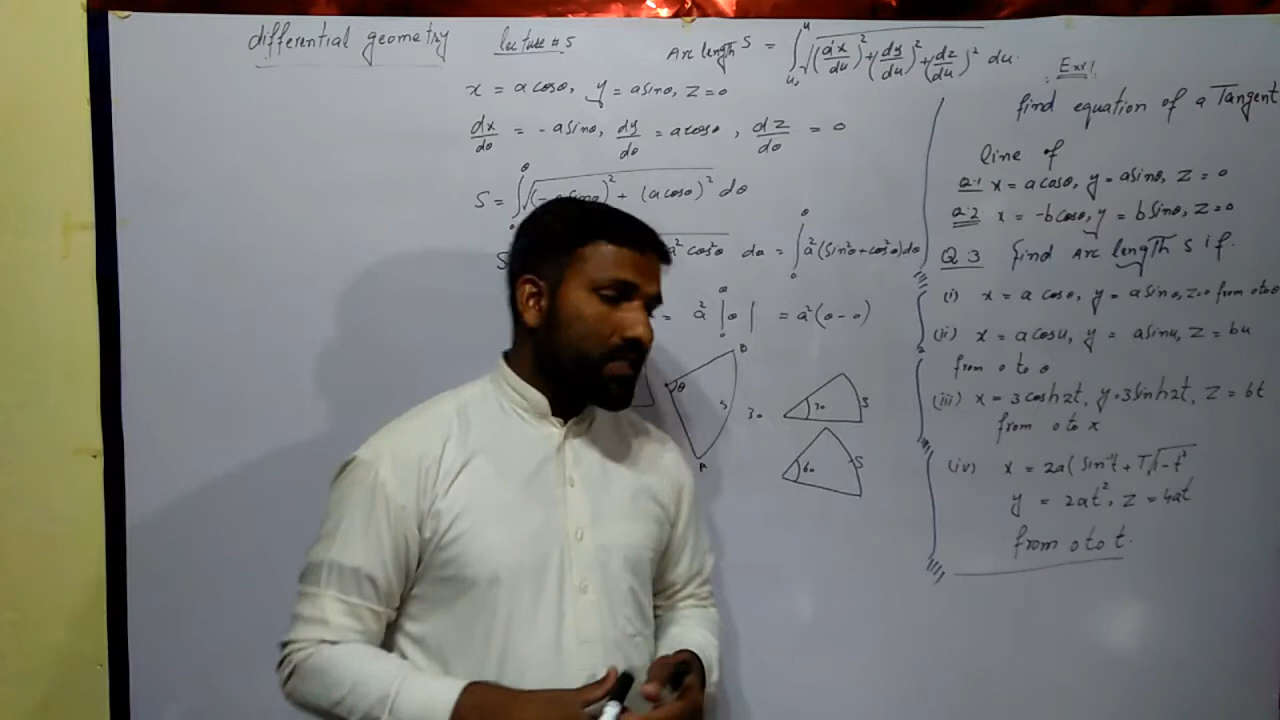 differential geometry lecture # 5
Arc length S = ∫ᵤ₁ᵘ √((dx/du)² + (dy/du)² + (dz/du)²) du.
x = a cosθ, y = a sinθ, z = 0
dx/dθ = -a sinθ, dy/dθ = a cosθ, dz/dθ = 0
S = ∫₀^θ √((-a sinθ)² + (a cosθ)²) dθ
S a² cos²θ dθ = ∫₀^θ a² (sin²θ + cos²θ) dθ
= a² |θ|₀^θ = a² (θ - 0)
B
θ
S
A
30
30
S
60
S
Ex#1
find equation of a Tangent
line of
Q.1 x = a cosθ, y = a sinθ, z = 0
Q.2 x = -b cosθ, y = b sinθ, z = 0
Q.3 find Arc length S if.
(i) x = a cosθ, y = a sinθ, z=0 from 0 to θ
(ii) x = a cosu, y = a sinu, z = bu
from 0 to θ
(iii) x = 3 cosh2t, y = 3 sinh2t, z = 6t
from 0 to x
(iv) x = 2a (sin⁻¹t + T√1-t²
y = 2at², z = 4at
from 0 to t.